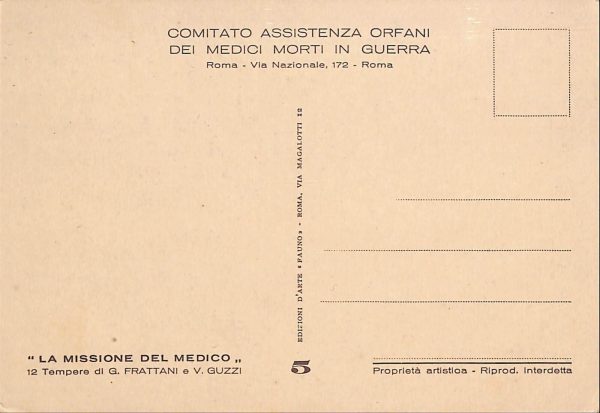 COMITATO ASSISTENZA ORFANI
DEI MEDICI MORTI IN GUERRA
Roma - Via Nazionale, 172 - Roma
EDIZIONI D'ARTE « FAUNO » - ROMA, VIA MAGALOTTI 12
" LA MISSIONE DEL MEDICO „
12 Tempere di G. FRATTANI e V. GUZZI
5
Proprietà artistica - Riprod. Interdetta